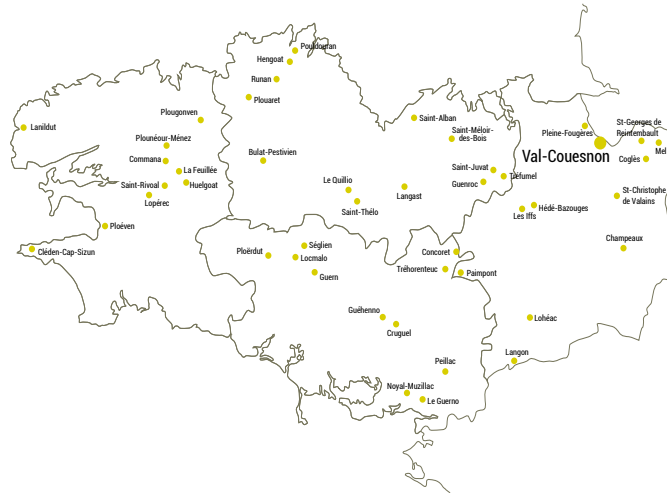 Pouldouran
Hengoat
Runan
Plouaret
Plougonven
Lanildut
Plounéour-Ménez
Commana
La Feuillée
Saint-Rivoal
Huelgoat
Lopérec
Ploéven
Cléden-Cap-Sizun
Bulat-Pestivien
Le Quillio
Saint-Thélo
Langast
Saint-Alban
Saint-Méloir-
des-Bois
Saint-Juvat
Tréfumel
Guenroc
Les Iffs
Hédé-Bazouges
Pleine-Fougères
St-Georges de
Reintembault
Mel
Val-Couesnon
Coglès
St-Christophe
de Valains
Champeaux
Séglien
Ploërdut
Locmalo
Guern
Concoret
Tréhorenteuc
Paimpont
Guéhenno
Cruguel
Lohéac
Langon
Peillac
Noyal-Muzillac
Le Guerno